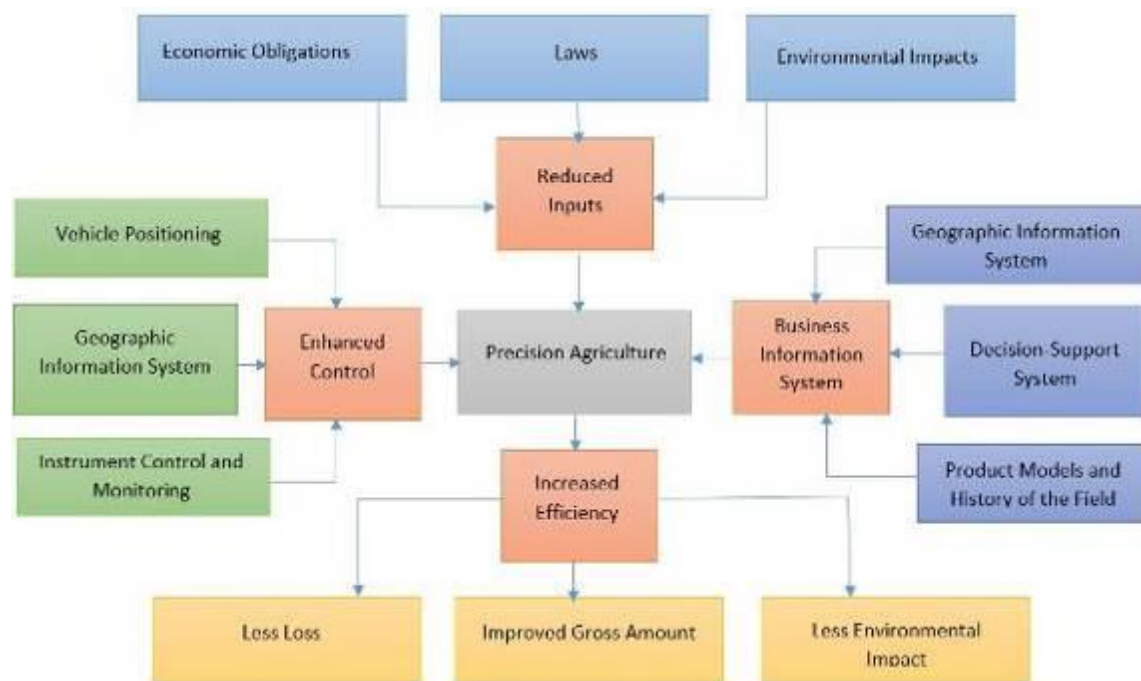 Economic Obligations
Laws
Environmental Impacts
Reduced
Inputs
Vehicle Positioning
Geographic Information
System
Geographic
Information System
Enhanced
Control
Precision Agriculture
Business
Information
System
Decision-Support
System
Instrument Control and
Monitoring
Increased
Efficiency
Product Models and
History of the Field
Less Loss
Improved Gross Amount
Less Environmental
Impact